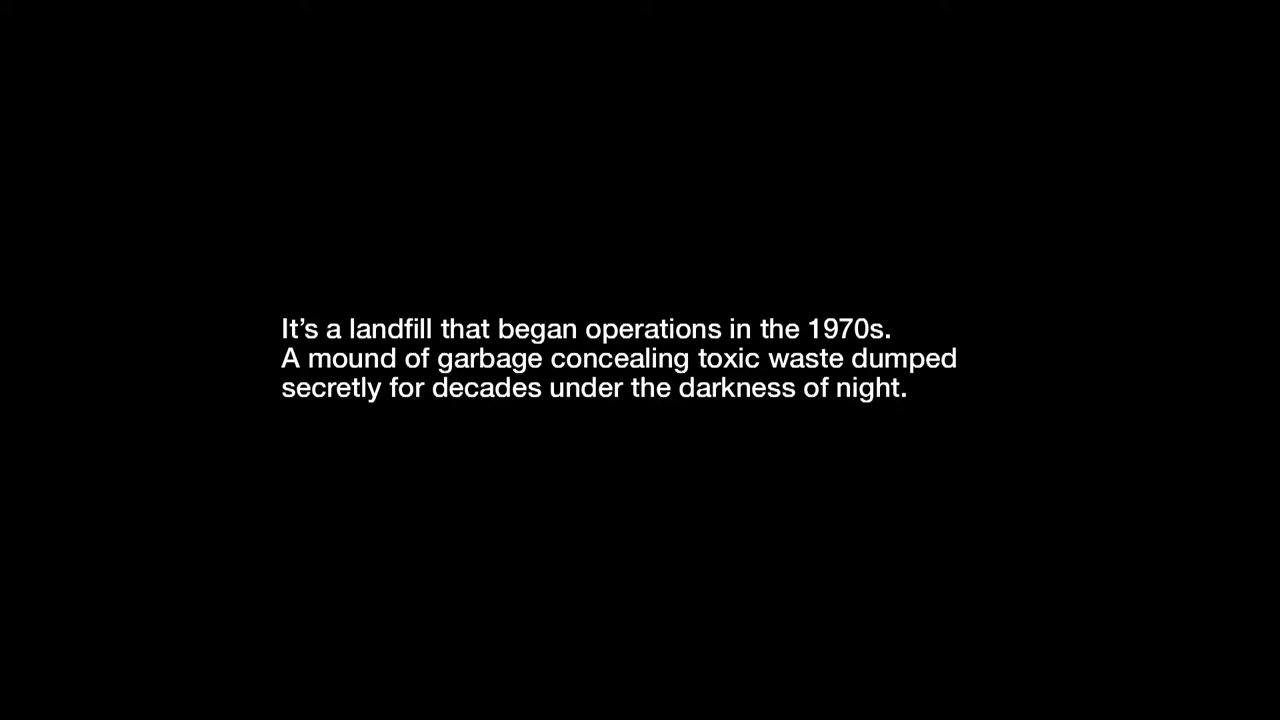 It’s a landfill that began operations in the 1970s.
A mound of garbage concealing toxic waste dumped
secretly for decades under the darkness of night.